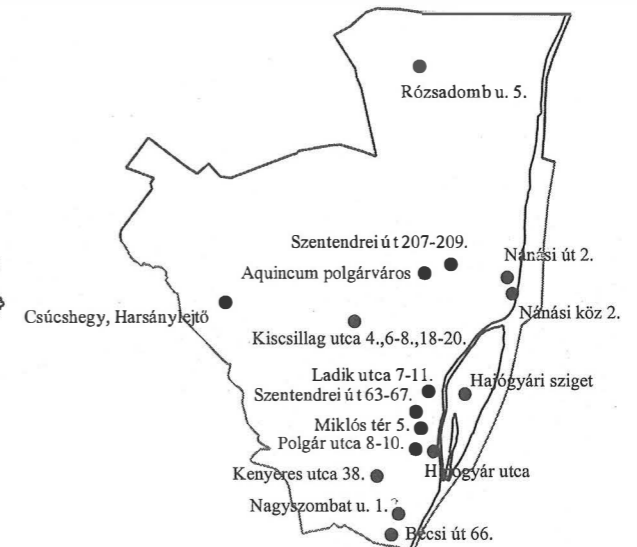 Rózsadomb u. 5.
Szentendrei út 207-209.
Nánási út 2.
Aquincum polgárváros
Nánási köz 2.
Csúcshegy, Harsánylejtő
Kiscsillag utca 4.,6-8.,18-20.
Ladik utca 7-11.
Hajógyári sziget
Szentendrei út 63-67.
Miklós tér 5.
Polgár utca 8-10.
Hajógyár utca
Kenyeres utca 38.
Nagyszombat u. 1.
Bécsi út 66.